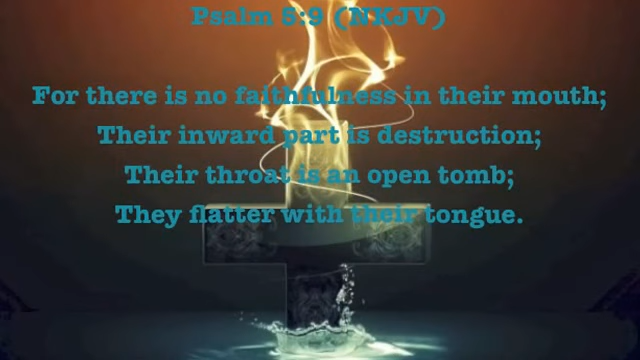 Psalm 5:9 (NKJV)
For there is no faithfulness in their mouth;
Their inward part is destruction;
Their throat is an open tomb;
They flatter with their tongue.